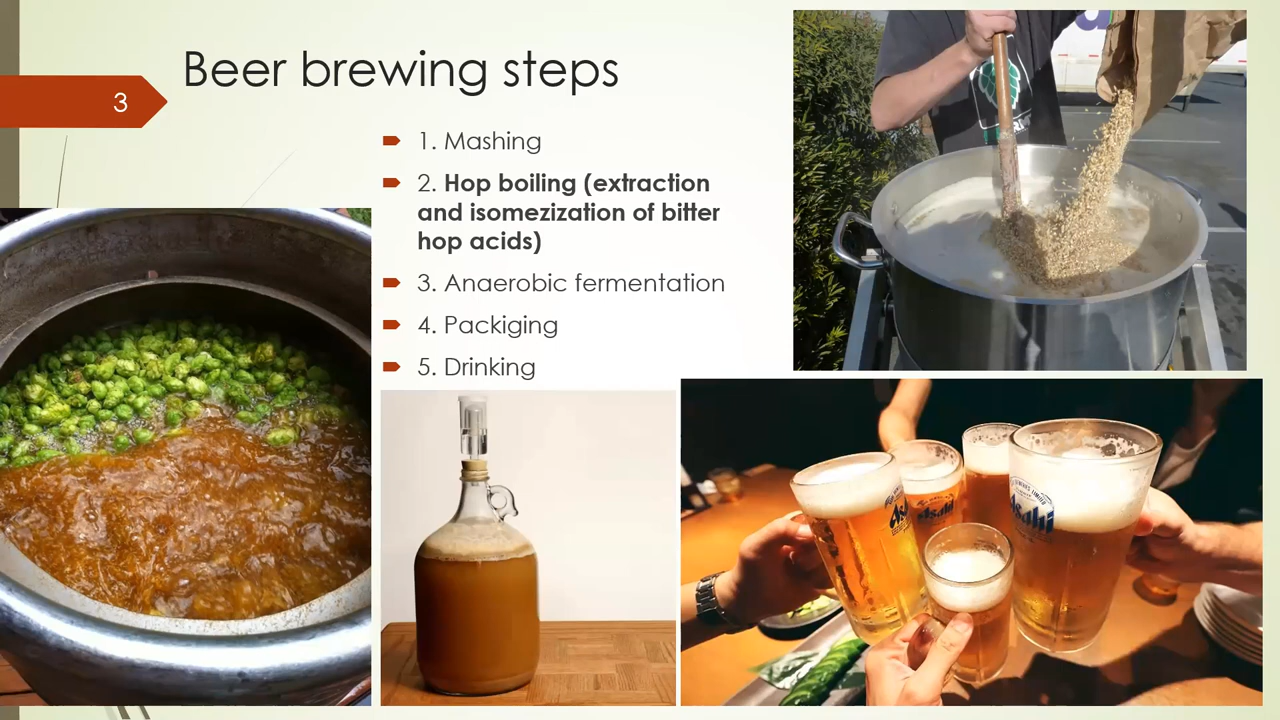 Beer brewing steps
3
1. Mashing
2. Hop boiling (extraction
and isomezization of bitter
hop acids)
3. Anaerobic fermentation
4. Packiging
5. Drinking
Asahi
Asahi